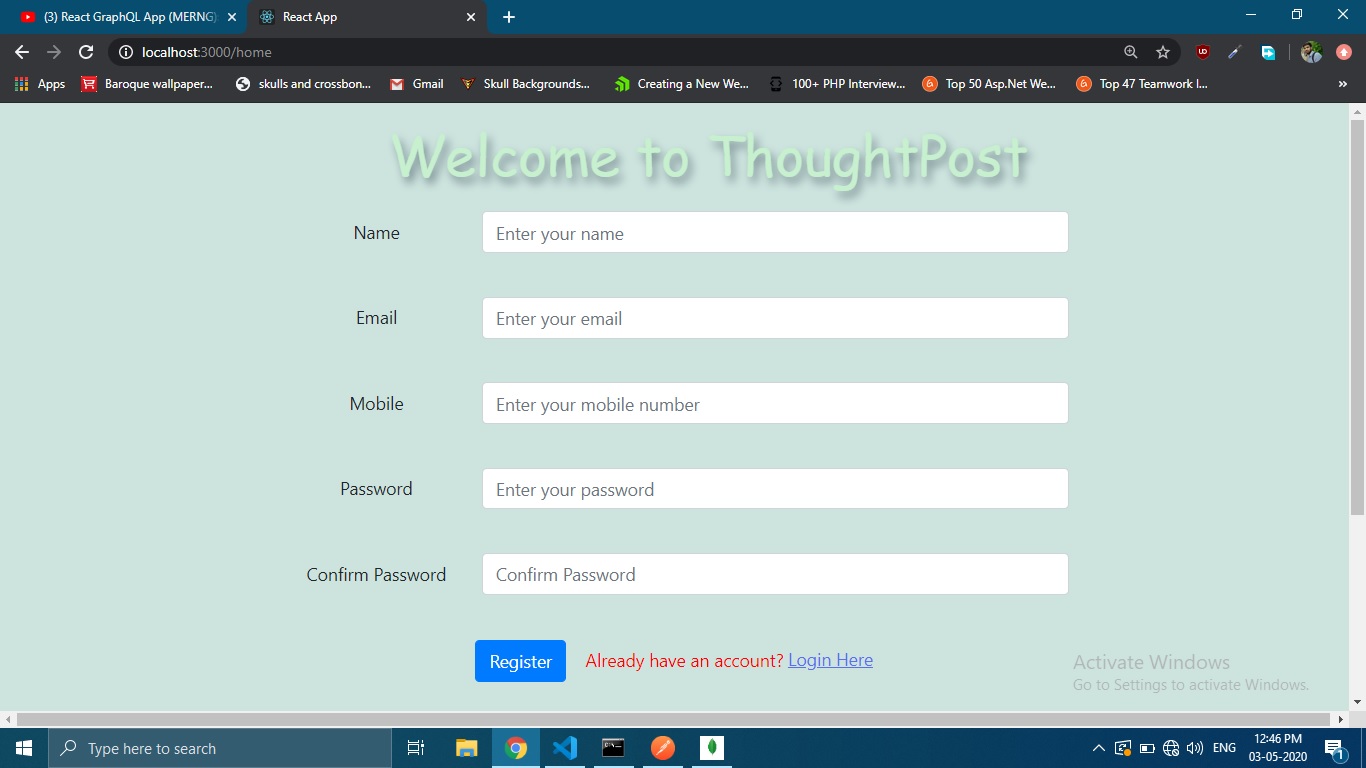 (3) React GraphQL App (MERNG)
React App
localhost:3000/home
Apps
Baroque wallpaper...
skulls and crossbon...
Gmail
Skull Backgrounds...
Creating a New We...
100+ PHP Interview...
Top 50 Asp.Net We...
Top 47 Teamwork I...
»
Welcome to ThoughtPost
Name
Enter your name
Email
Enter your email
Mobile
Enter your mobile number
Password
Enter your password
Confirm Password
Confirm Password
Register
Already have an account? Login Here
Activate Windows
Go to Settings to activate Windows.
Type here to search
ENG
12:46 PM
03-05-2020
1